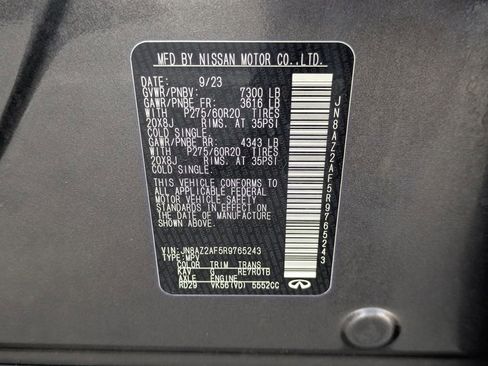 MFD BY NISSAN MOTOR CO.,LTD.
DATE: 9/23
GVWR/PNBV: 7300 LB
GAWR/PNBE FR: 3616 LB
WITH P275/60R20 TIRES
20X8J RIMS, AT 35PSI
COLD SINGLE.
GAWR/PNBE RR: 4343 LB
WITH P275/60R20 TIRES
20X8J RIMS, AT 35PSI
COLD SINGLE.
THIS VEHICLE CONFORMS TO
ALL APPLICABLE FEDERAL
MOTOR VEHICLE SAFETY
STANDARDS IN EFFECT ON
THE DATE OF MANUFACTURE
SHOWN ABOVE.
VIN: JN8AZ2AF5R9765243
TYPE: MPV
COLOR TRIM TRANS
KAV G RE7R01B
AXLE ENGINE
RD29 VK56(VD) 5552CC
JN8AZ2AF5R9765243